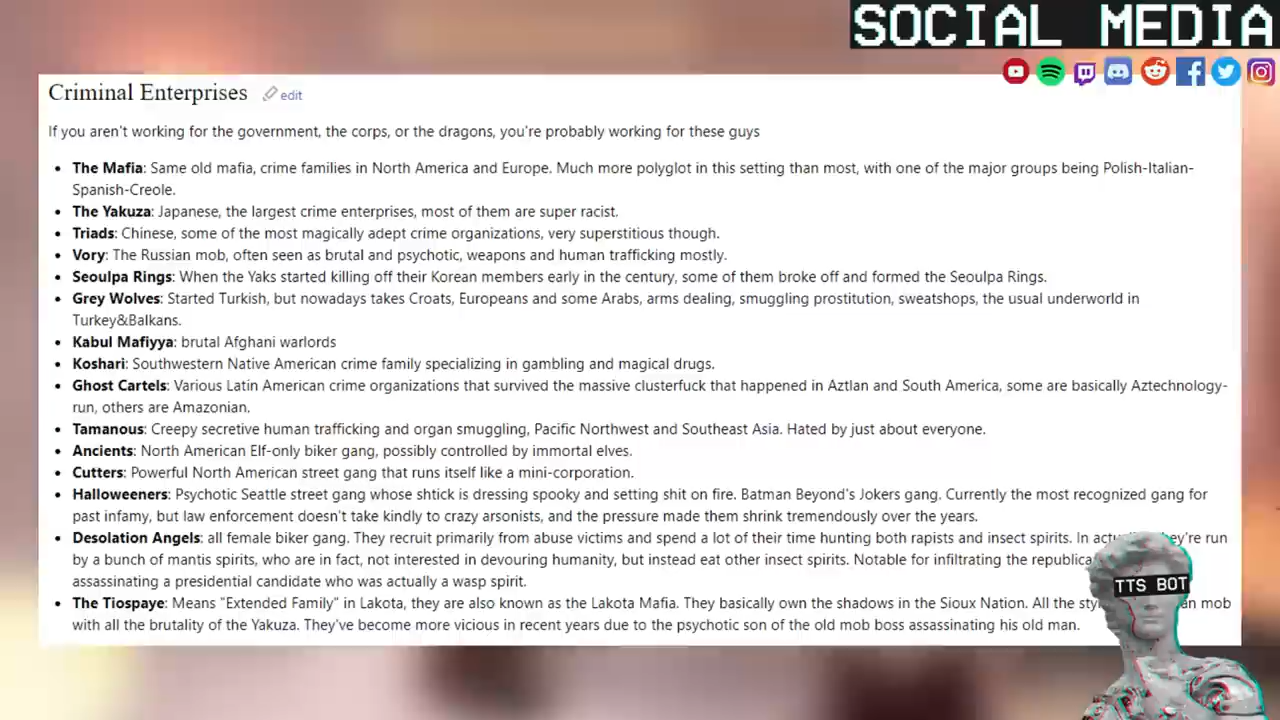 SOCIAL MEDIA
Criminal Enterprises edit
If you aren't working for the government, the corps, or the dragons, you're probably working for these guys
• The Mafia: Same old mafia, crime families in North America and Europe. Much more polyglot in this setting than most, with one of the major groups being Polish-Italian-
Spanish-Creole.
• The Yakuza: Japanese, the largest crime enterprises, most of them are super racist.
• Triads: Chinese, some of the most magically adept crime organizations, very superstitious though.
• Vory: The Russian mob, often seen as brutal and psychotic, weapons and human trafficking mostly.
• Seoulpa Rings: When the Yaks started killing off their Korean members early in the century, some of them broke off and formed the Seoulpa Rings.
• Grey Wolves: Started Turkish, but nowadays takes Croats, Europeans and some Arabs, arms dealing, smuggling prostitution, sweatshops, the usual underworld in
Turkey&Balkans.
• Kabul Mafiyya: brutal Afghani warlords
• Koshari: Southwestern Native American crime family specializing in gambling and magical drugs.
• Ghost Cartels: Various Latin American crime organizations that survived the massive clusterfuck that happened in Aztlan and South America, some are basically Aztechnology-
run, others are Amazonian.
• Tamanous: Creepy secretive human trafficking and organ smuggling, Pacific Northwest and Southeast Asia. Hated by just about everyone.
• Ancients: North American Elf-only biker gang, possibly controlled by immortal elves.
• Cutters: Powerful North American street gang that runs itself like a mini-corporation.
• Halloweeners: Psychotic Seattle street gang whose shtick is dressing spooky and setting shit on fire. Batman Beyond's Jokers gang. Currently the most recognized gang for
past infamy, but law enforcement doesn't take kindly to crazy arsonists, and the pressure made them shrink tremendously over the years.
• Desolation Angels: all female biker gang. They recruit primarily from abuse victims and spend a lot of their time hunting both rapists and insect spirits. In they're run
by a bunch of mantis spirits, who are in fact, not interested in devouring humanity, but instead eat other insect spirits. Notable for infiltrating the
assassinating a presidential candidate who was actually a wasp spirit.
• The Tiospaye: Means "Extended Family" in Lakota, they are also known as the Lakota Mafia. They basically own the shadows in the Sioux Nation. All the mob
with all the brutality of the Yakuza. They've become more vicious in recent years due to the psychotic son of the old mob boss assassinating his old man.
TTS BOT